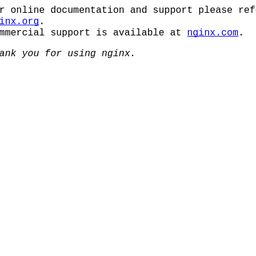 r online documentation and support please ref
inx.org.
mmercial support is available at nginx.com.
ank you for using nginx.